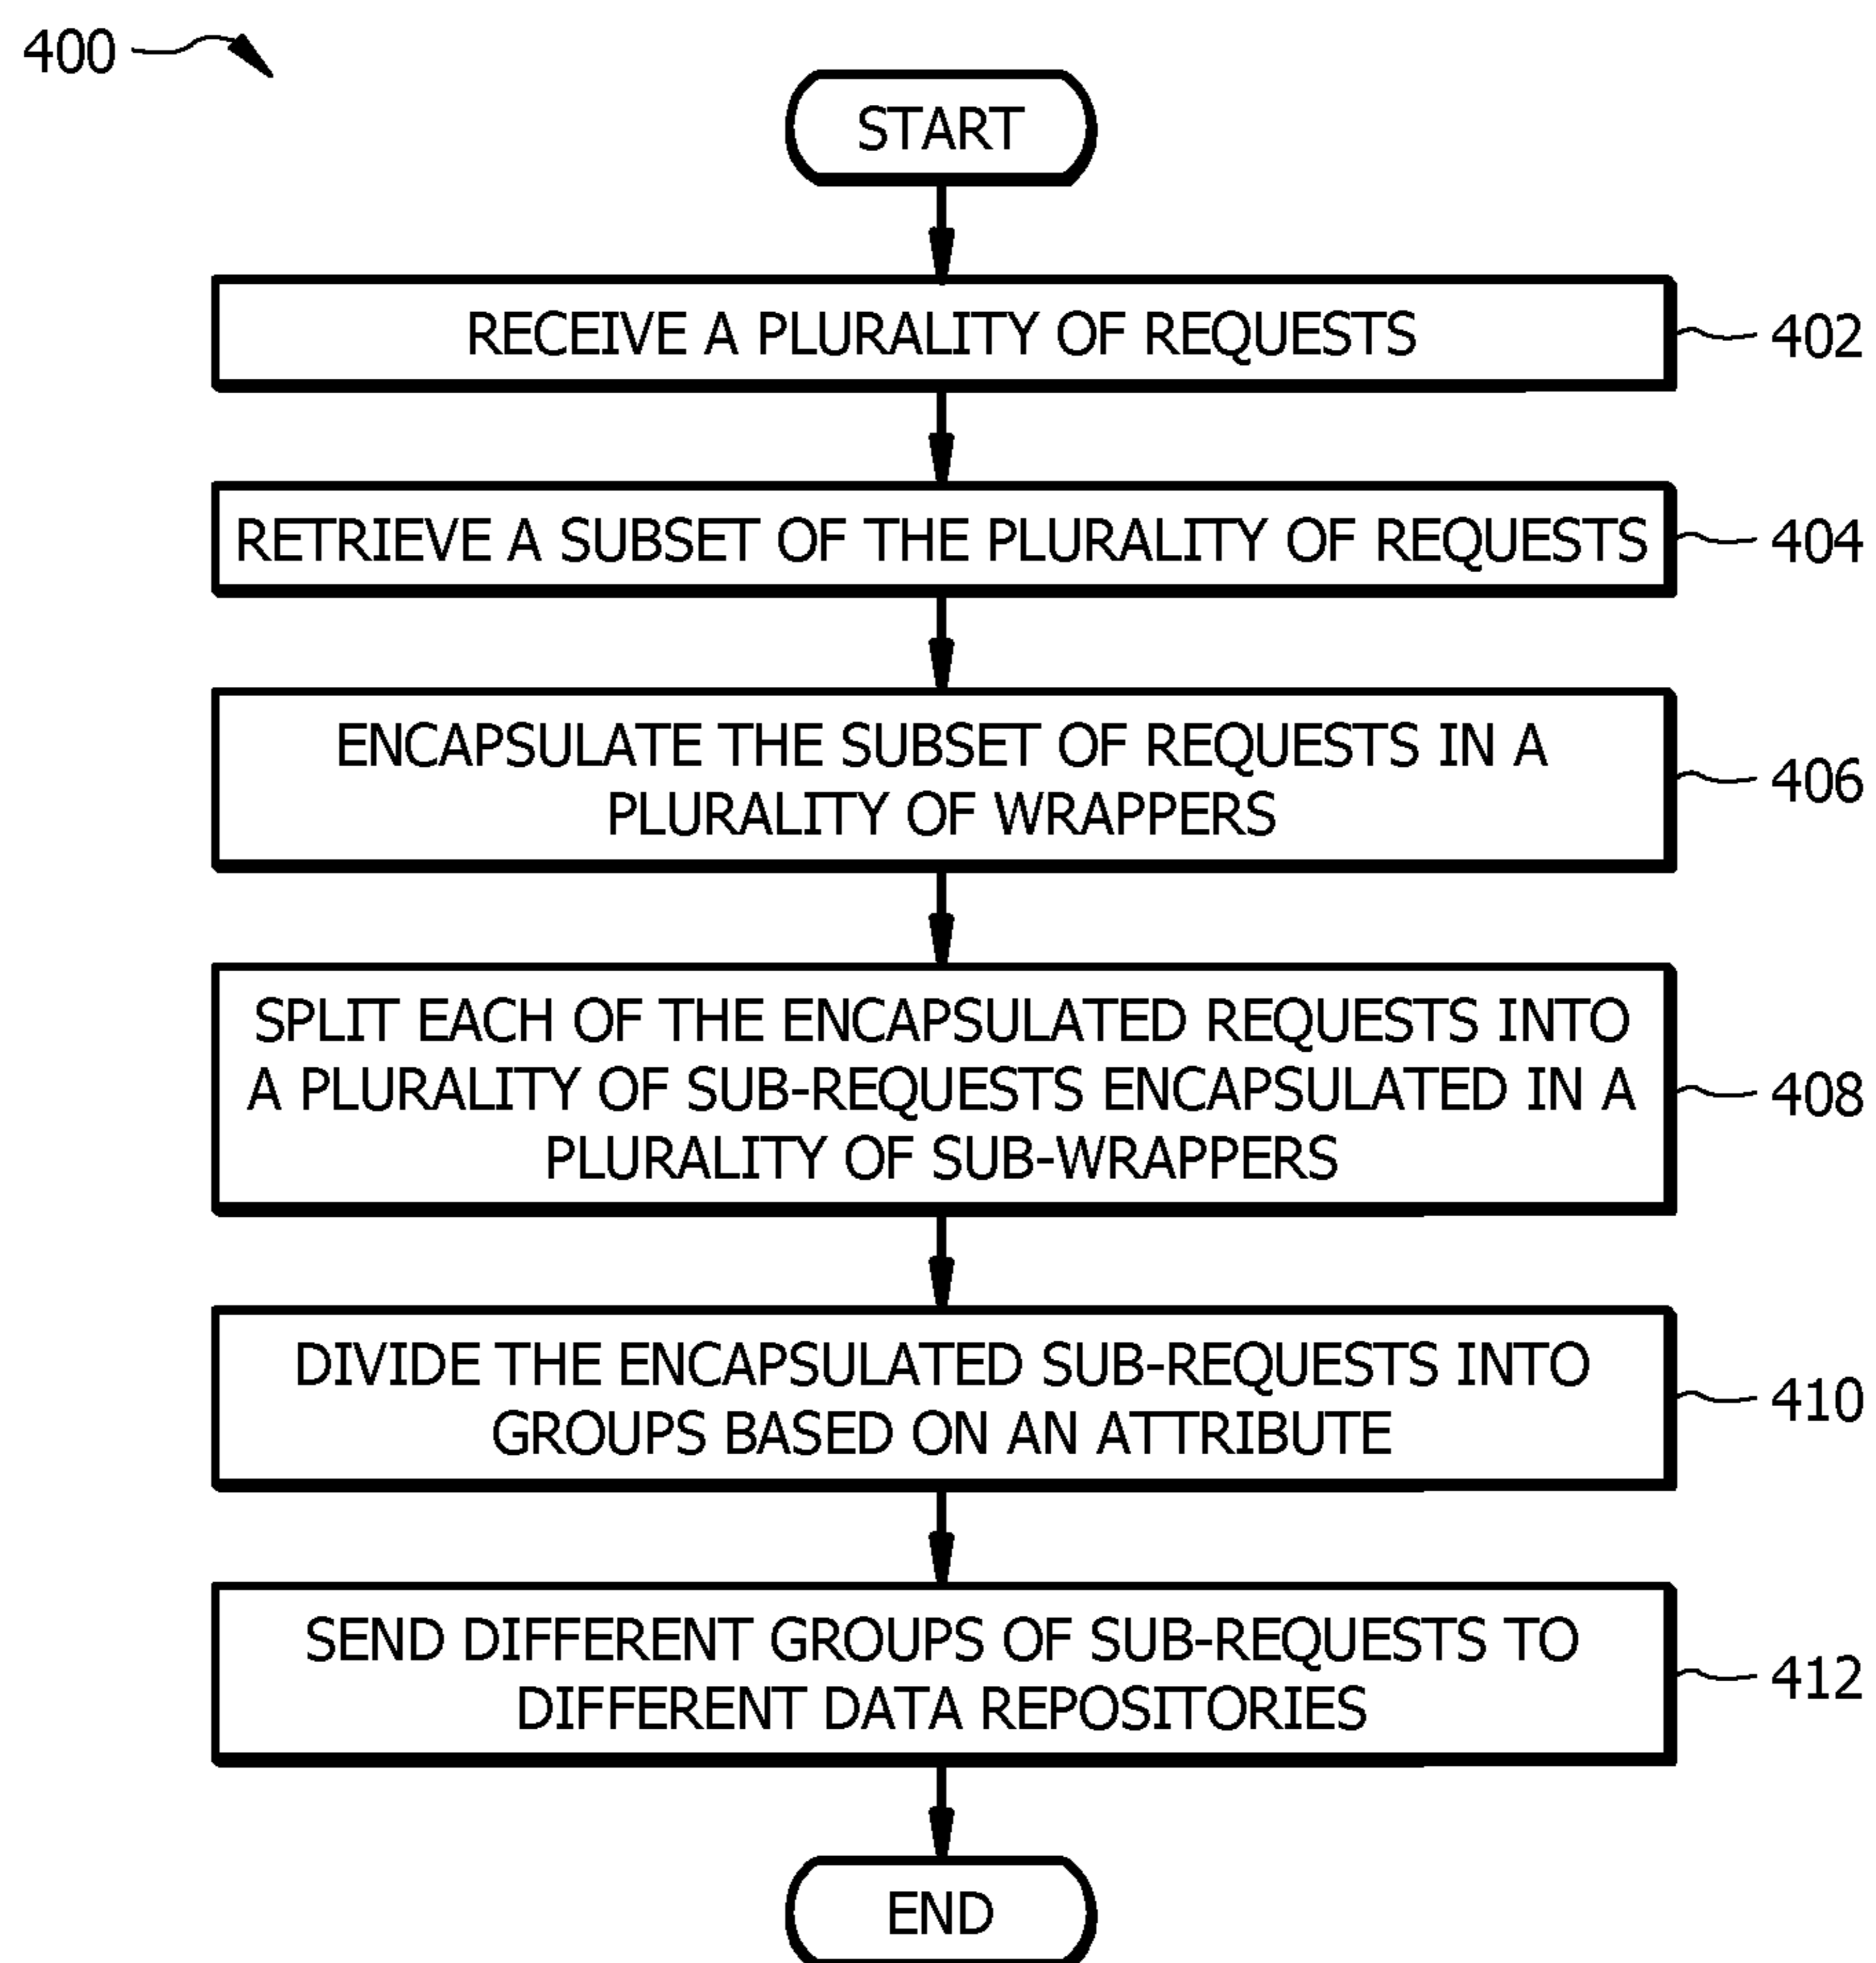 400
START
RECEIVE A PLURALITY OF REQUESTS
402
RETRIEVE A SUBSET OF THE PLURALITY OF REQUESTS
404
ENCAPSULATE THE SUBSET OF REQUESTS IN A
PLURALITY OF WRAPPERS
406
SPLIT EACH OF THE ENCAPSULATED REQUESTS INTO
A PLURALITY OF SUB-REQUESTS ENCAPSULATED IN A
PLURALITY OF SUB-WRAPPERS
408
DIVIDE THE ENCAPSULATED SUB-REQUESTS INTO
GROUPS BASED ON AN ATTRIBUTE
410
SEND DIFFERENT GROUPS OF SUB-REQUESTS TO
DIFFERENT DATA REPOSITORIES
412
END